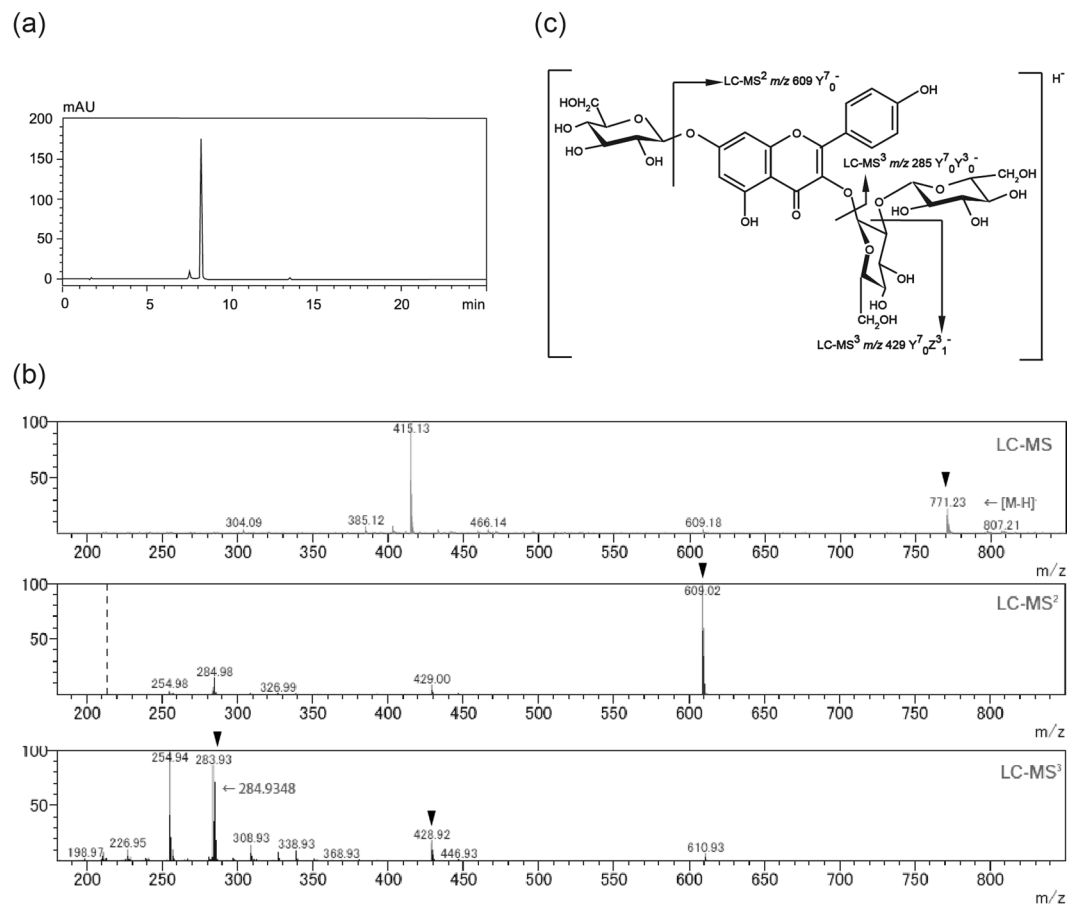 (a)
mAU
200
150
100
50
0
0 5 10 15 20 min
(c)
LC-MS² m/z 609 Y⁷₀⁻
H⁻
HOH₂C
HO
HO
HO
OH
O
O
O
O
OH
OH
O
O
LC-MS³ m/z 285 Y⁷₀Y³₀⁻
O
O
O
CH₂OH
HO
HO
OH
OH
O
OH
HO
CH₂OH
LC-MS³ m/z 429 Y⁷₀Z³₁⁻
(b)
100
50
415.13
LC-MS
771.23 ← [M-H]⁻
304.09 385.12 466.14 609.18 807.21
200 250 300 350 400 450 500 550 600 650 700 750 800
m/z
100
50
609.02
LC-MS²
254.98 284.98 326.99 429.00
200 250 300 350 400 450 500 550 600 650 700 750 800
m/z
100
50
254.94 283.93
LC-MS³
← 284.9348
198.97 226.95 308.93 338.93 368.93 428.92 446.93 610.93
200 250 300 350 400 450 500 550 600 650 700 750 800
m/z